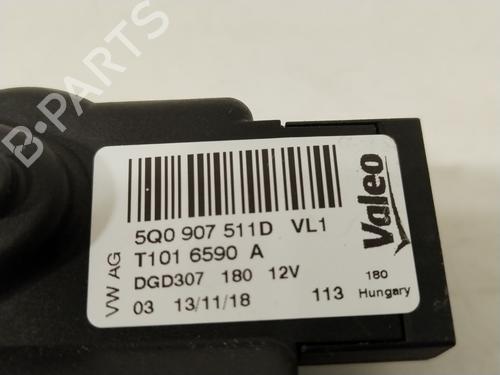 B-PARTS
VW AG
5Q0 907 511D VL1
T101 6590 A
DGD307 180 12V
03 13/11/18 113
Valeo
180
Hungary